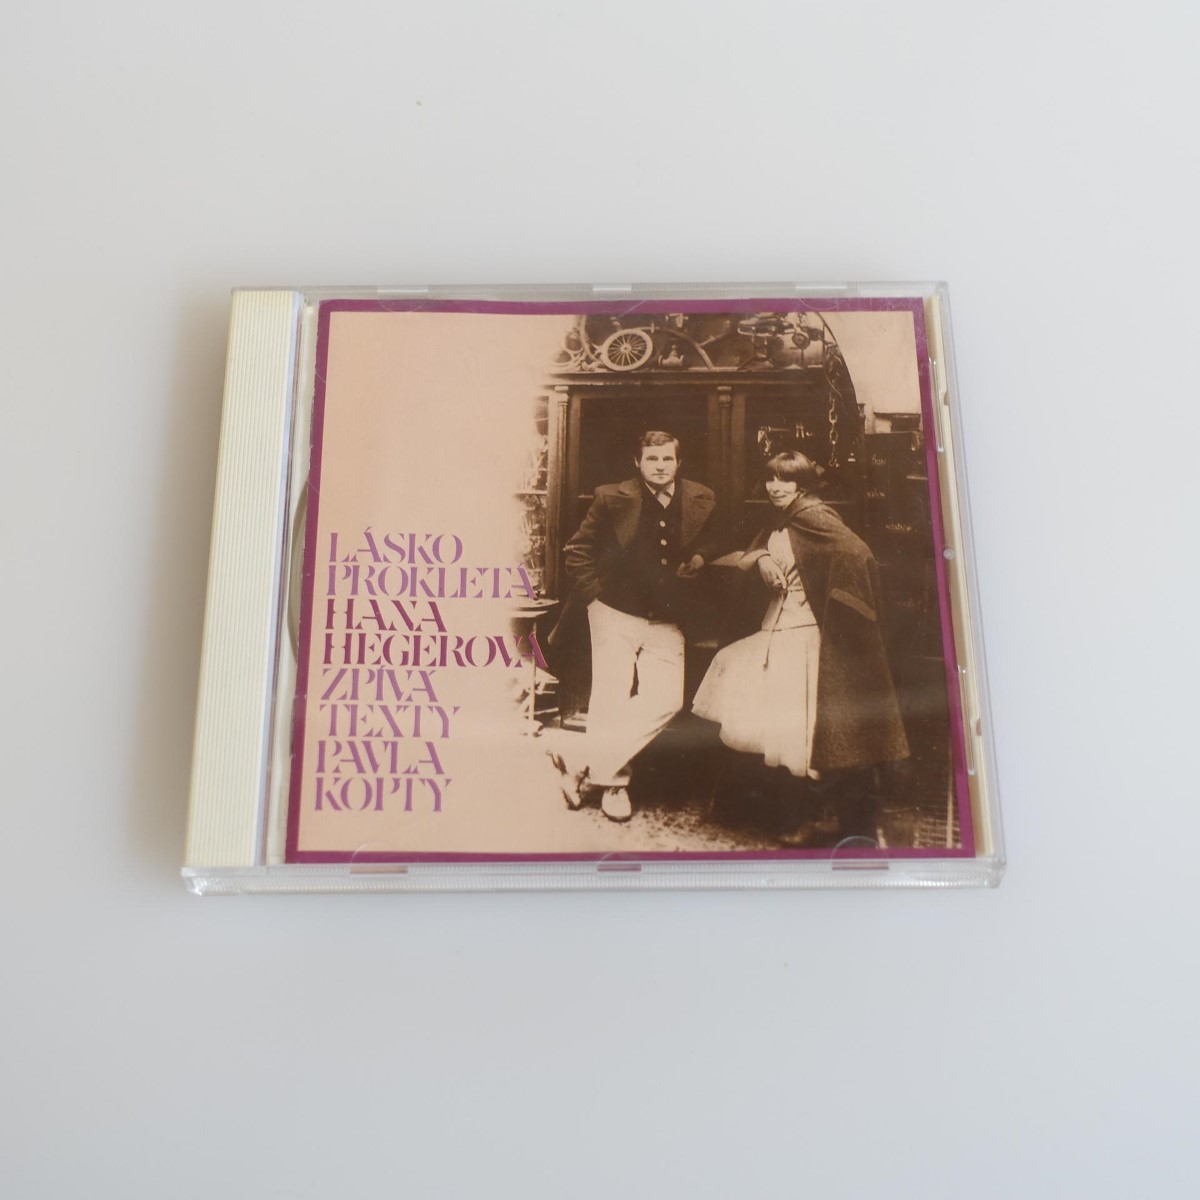 LÁSKO
PROKLETÁ
HANA
HEGEROVÁ
ZPÍVÁ
TEXTY
PAVLA
KOPTY